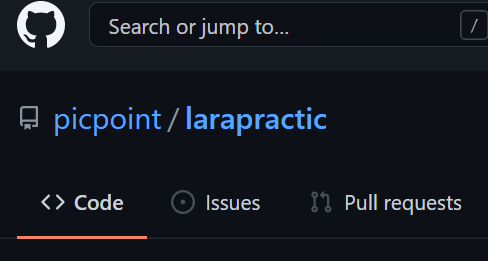 Search or jump to... /
picpoint / larapractic
Code Issues Pull requests